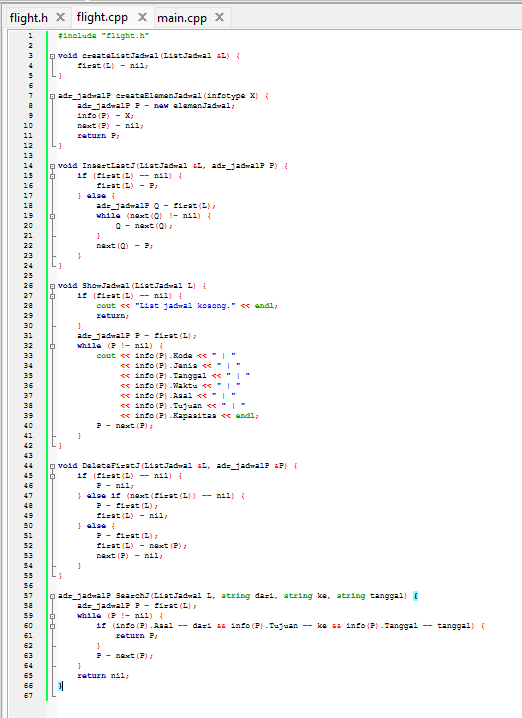 flight.h flight.cpp main.cpp
1 #include "flight.h"
2
3 void createListJadwal(ListJadwal &L) {
4 first(L) = nil;
5 }
6
7 adr_jadwalP createElemenJadwal(infotype X) {
8 adr_jadwalP P = new elemenJadwal;
9 info(P) = X;
10 next(P) = nil;
11 return P;
12 }
13
14 void InsertLastJ(ListJadwal &L, adr_jadwalP P) {
15 if (first(L) == nil) {
16 first(L) = P;
17 } else {
18 adr_jadwalP Q = first(L);
19 while (next(Q) != nil) {
20 Q = next(Q);
21 }
22 next(Q) = P;
23 }
24 }
25
26 void ShowJadwal(ListJadwal L) {
27 if (first(L) == nil) {
28 cout << "List jadwal kosong." << endl;
29 return;
30 }
31 adr_jadwalP P = first(L);
32 while (P != nil) {
33 cout << info(P).Kode << " | "
34 << info(P).Jenis << " | "
35 << info(P).Tanggal << " | "
36 << info(P).Waktu << " | "
37 << info(P).Asal << " | "
38 << info(P).Tujuan << " | "
39 << info(P).Kapasitas << endl;
40 P = next(P);
41 }
42 }
43
44 void DeleteFirstJ(ListJadwal &L, adr_jadwalP &P) {
45 if (first(L) == nil) {
46 P = nil;
47 } else if (next(first(L)) == nil) {
48 P = first(L);
49 first(L) = nil;
50 } else {
51 P = first(L);
52 first(L) = next(P);
53 next(P) = nil;
54 }
55 }
56
57 adr_jadwalP SearchJ(ListJadwal L, string dari, string ke, string tanggal) {
58 adr_jadwalP P = first(L);
59 while (P != nil) {
60 if (info(P).Asal == dari && info(P).Tujuan == ke && info(P).Tanggal == tanggal) {
61 return P;
62 }
63 P = next(P);
64 }
65 return nil;
66 }
67